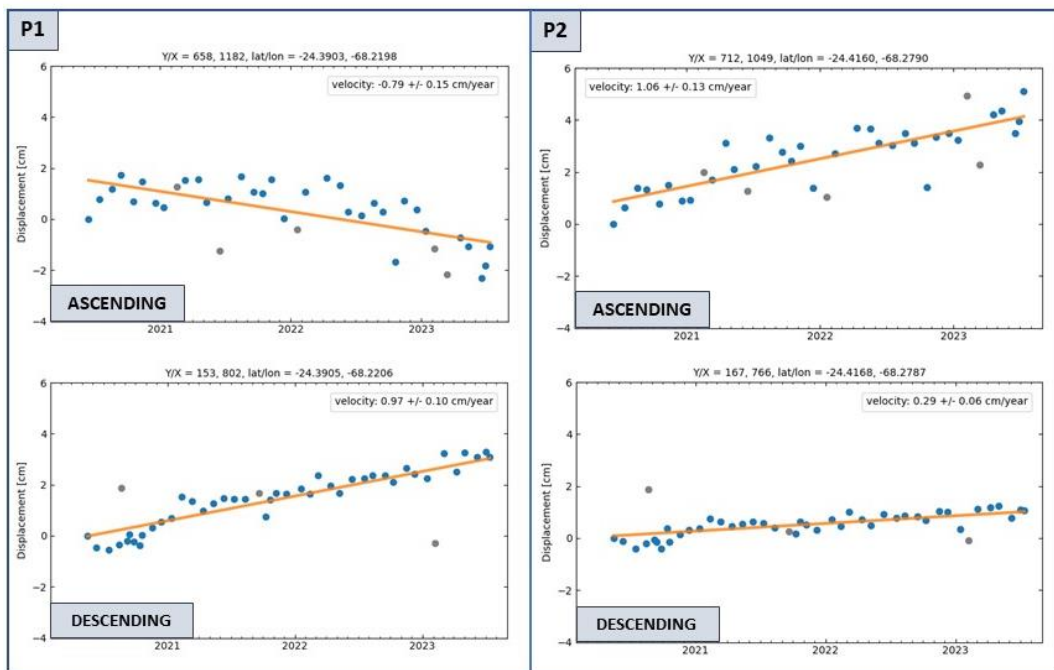 P1
Y/X = 658, 1182, lat/lon = -24.3903, -68.2198
velocity: -0.79 +/- 0.15 cm/year
6
4
2
0
−2
−4
Displacement [cm]
ASCENDING
2021 2022 2023
Y/X = 153, 802, lat/lon = -24.3905, -68.2206
velocity: 0.97 +/- 0.10 cm/year
6
4
2
0
−2
−4
Displacement [cm]
DESCENDING
2021 2022 2023
P2
Y/X = 712, 1049, lat/lon = -24.4160, -68.2790
velocity: 1.06 +/- 0.13 cm/year
6
4
2
0
−2
−4
Displacement [cm]
ASCENDING
2021 2022 2023
Y/X = 167, 766, lat/lon = -24.4168, -68.2787
velocity: 0.29 +/- 0.06 cm/year
6
4
2
0
−2
−4
Displacement [cm]
DESCENDING
2021 2022 2023